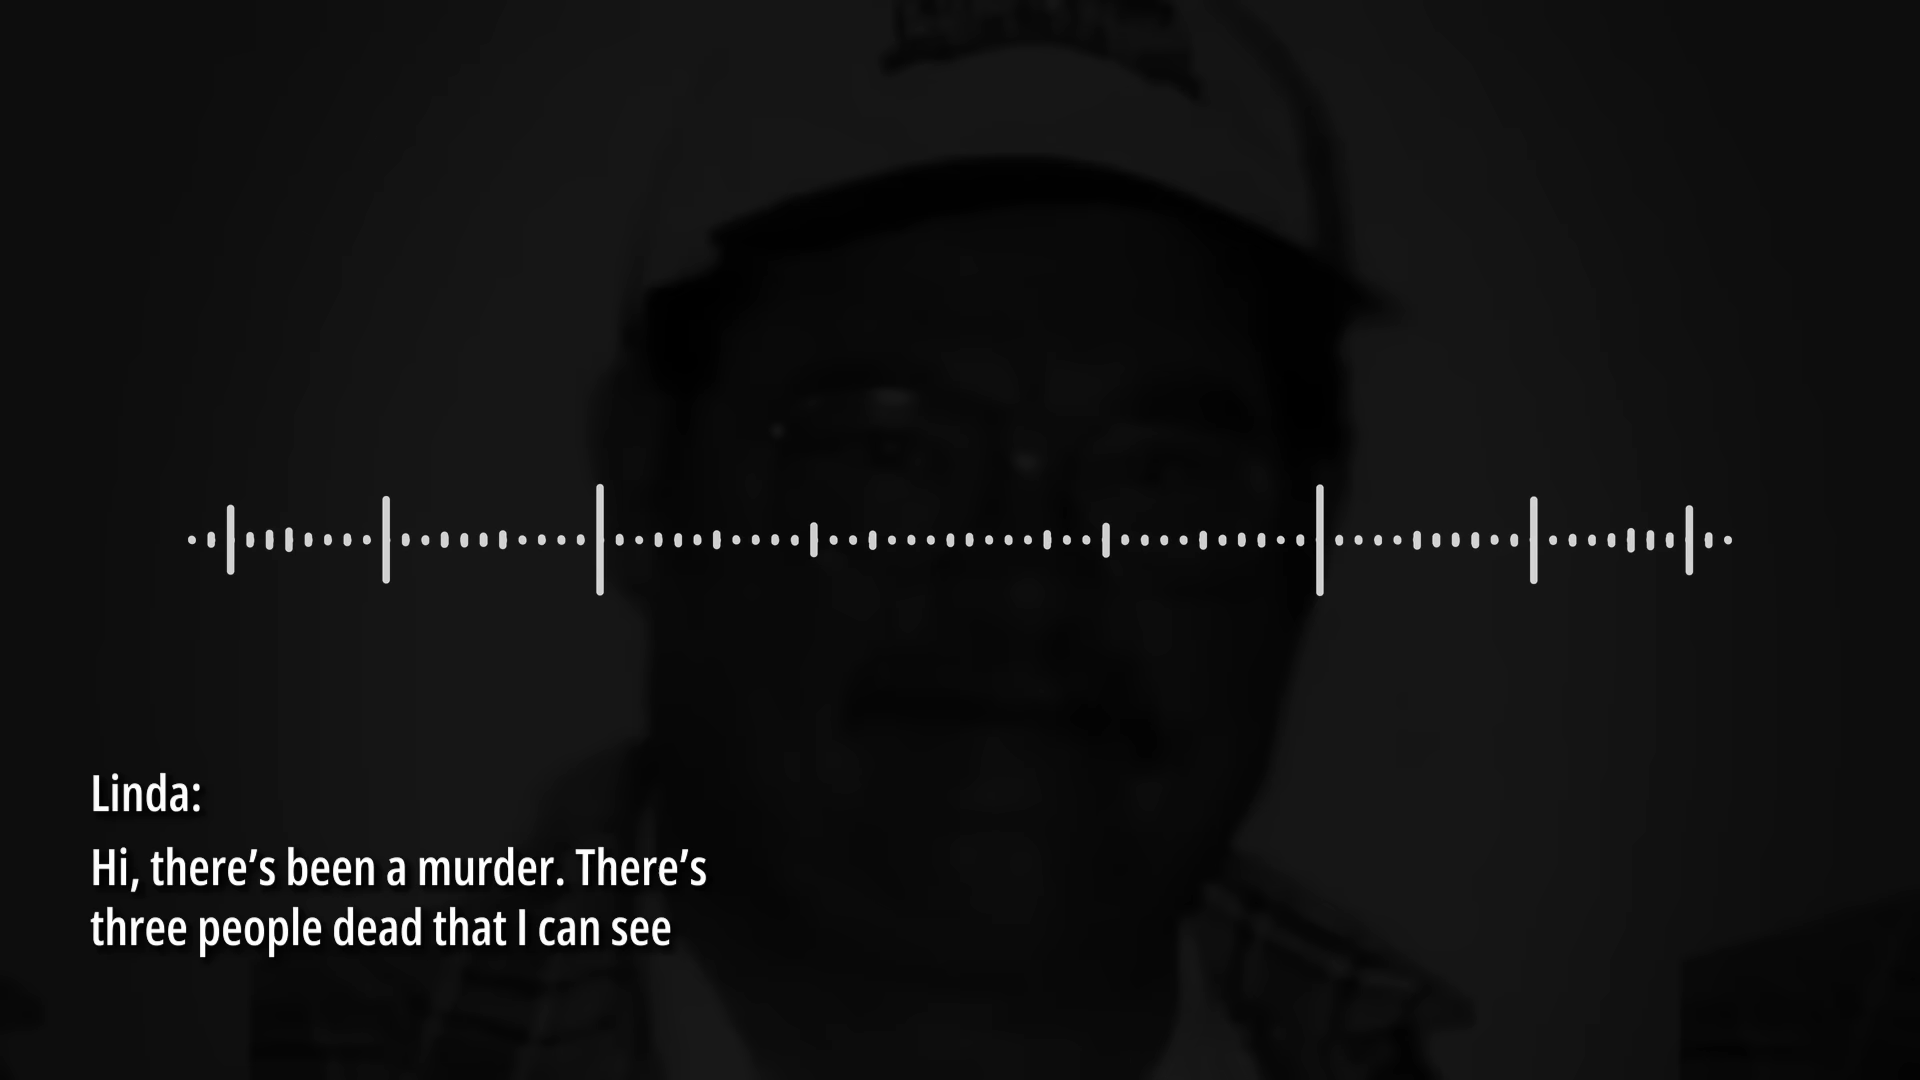 Linda:
Hi, there’s been a murder. There’s
three people dead that I can see